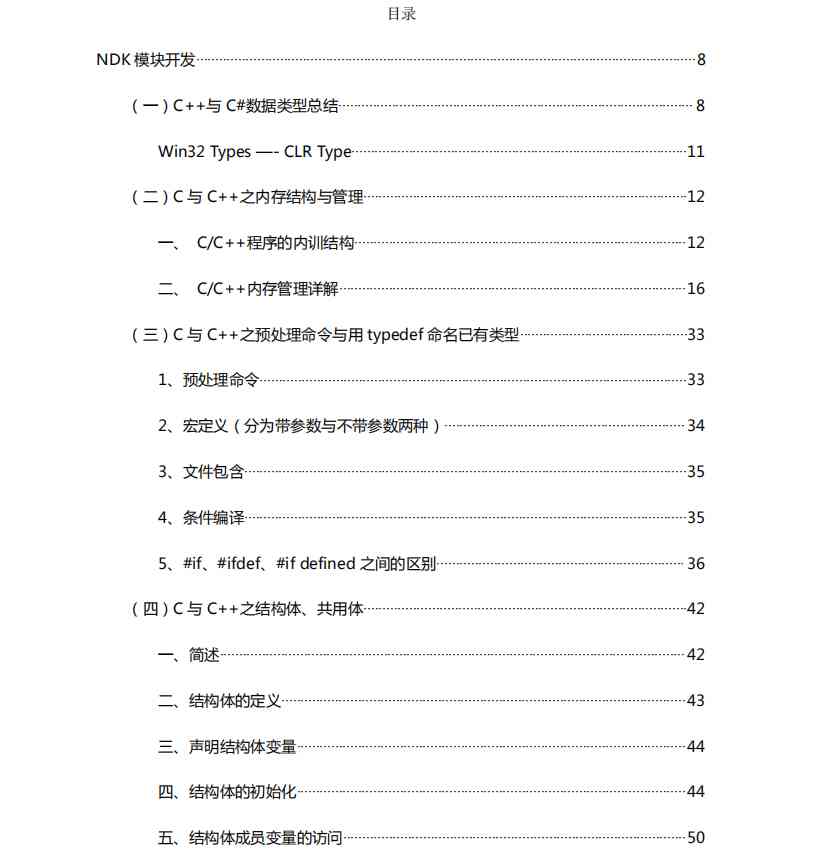 目录
NDK 模块开发 8
（一）C++与 C#数据类型总结 8
Win32 Types —- CLR Type 11
（二）C 与 C++之内存结构与管理 12
一、 C/C++程序的内训结构 12
二、 C/C++内存管理详解 16
（三）C 与 C++之预处理命令与用 typedef 命名已有类型 33
1、预处理命令 33
2、宏定义（分为带参数与不带参数两种） 34
3、文件包含 35
4、条件编译 35
5、#if、#ifdef、#if defined 之间的区别 36
（四）C 与 C++之结构体、共用体 42
一、简述 42
二、结构体的定义 43
三、声明结构体变量 44
四、结构体的初始化 44
五、结构体成员变量的访问 50